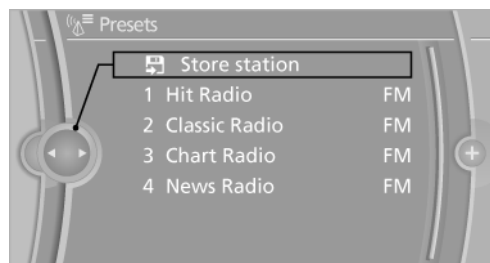 Presets
Store station
1 Hit Radio FM
2 Classic Radio FM
3 Chart Radio FM
4 News Radio FM